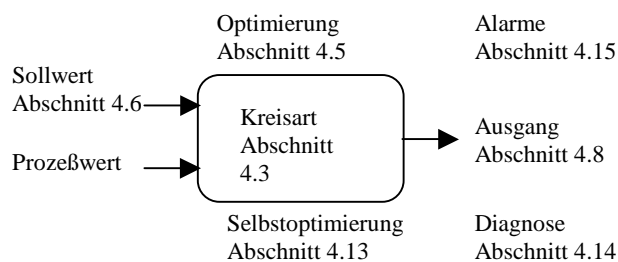 Optimierung
Abschnitt 4.5
Alarme
Abschnitt 4.15
Sollwert
Abschnitt 4.6
Kreisart
Abschnitt
4.3
Ausgang
Abschnitt 4.8
Prozeßwert
Selbstoptimierung
Abschnitt 4.13
Diagnose
Abschnitt 4.14